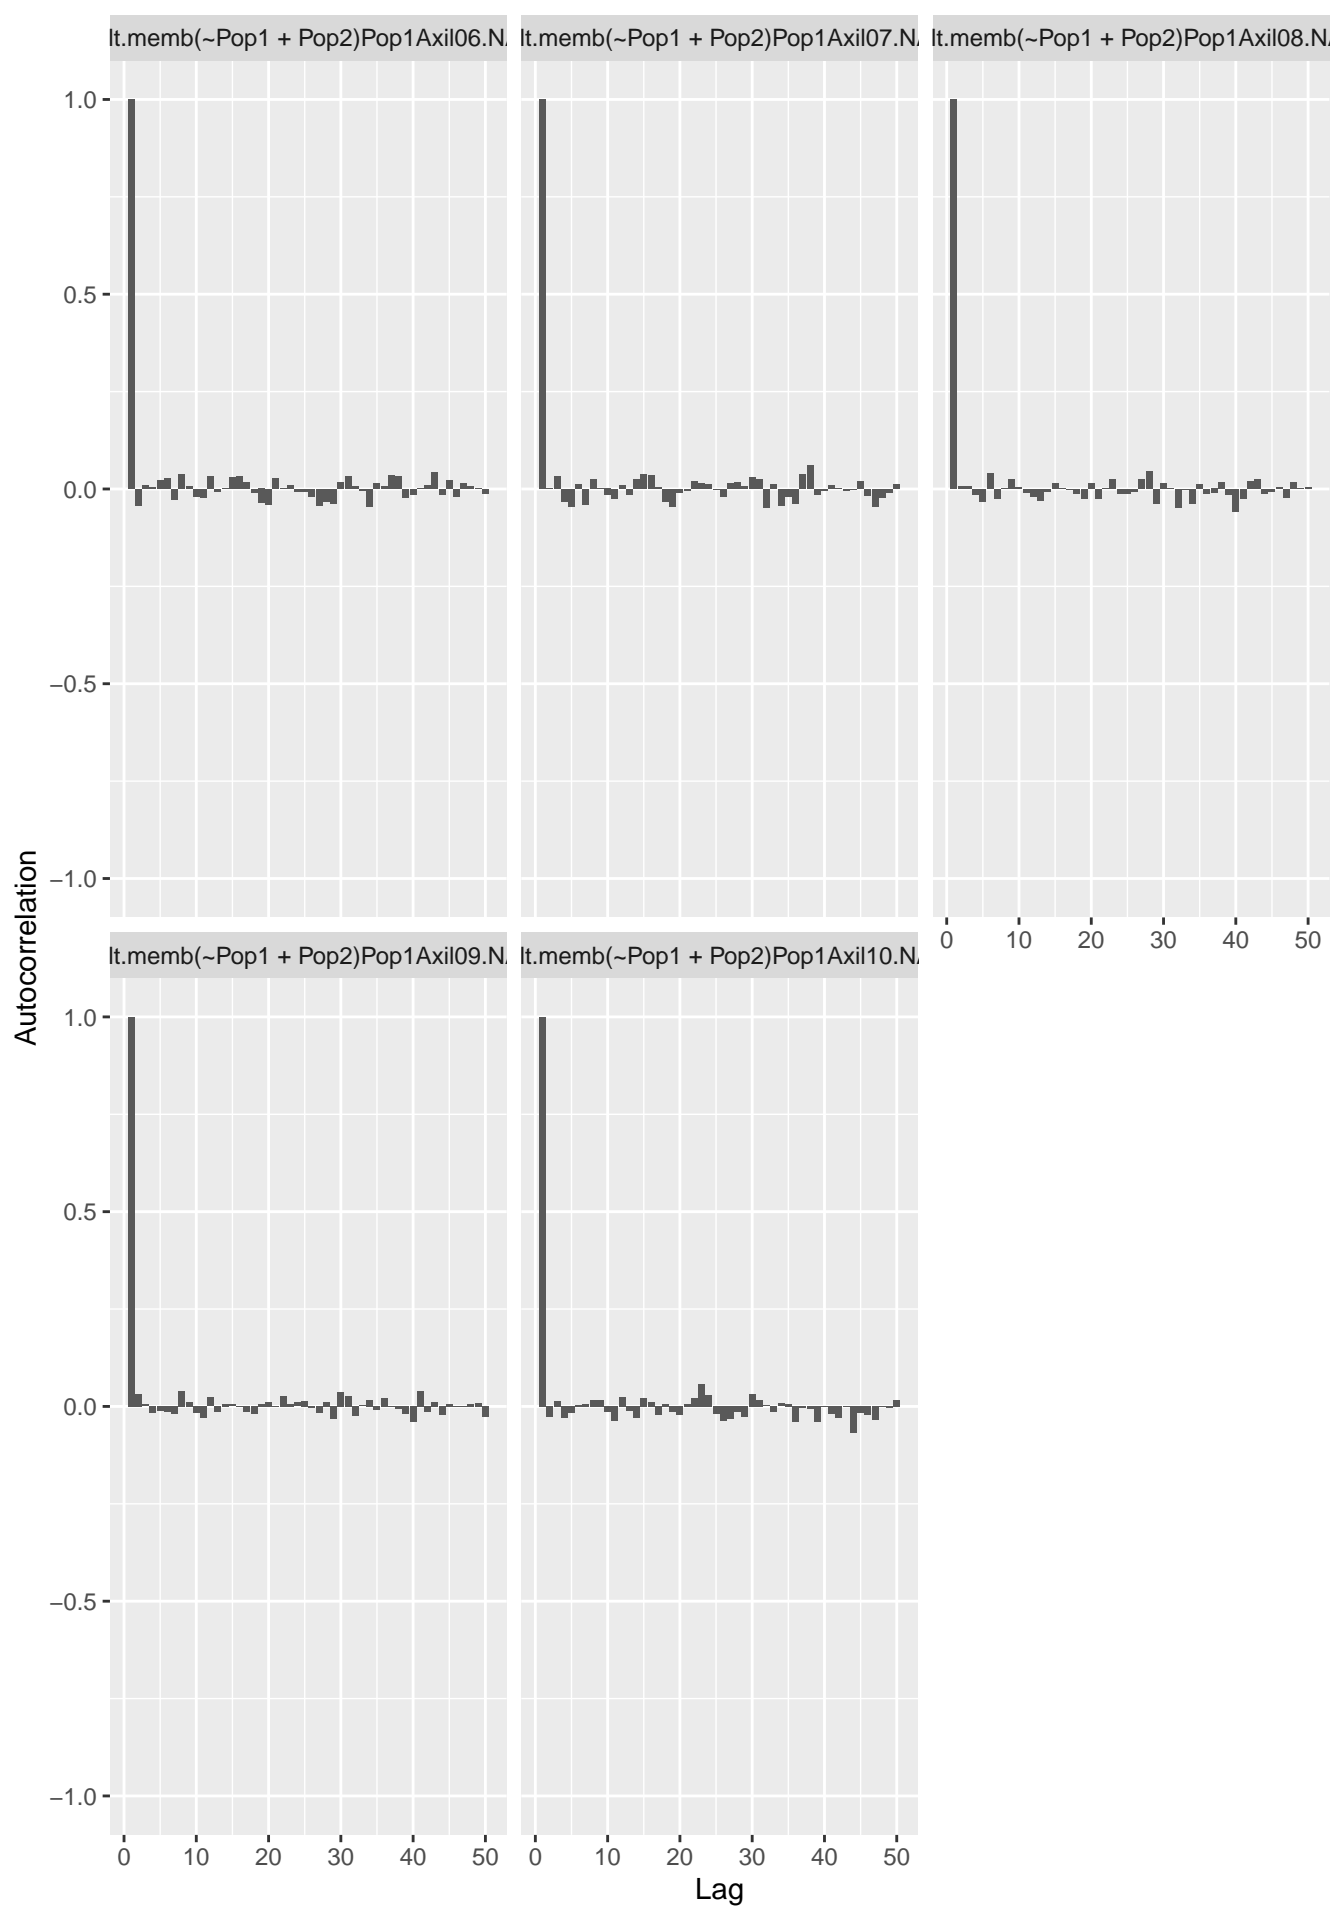 lt.memb(~Pop1 + Pop2)Pop1Axil06.N
lt.memb(~Pop1 + Pop2)Pop1Axil07.N
lt.memb(~Pop1 + Pop2)Pop1Axil08.N
1.0
0.5
0.0
−0.5
−1.0
0 10 20 30 40 50
Autocorrelation
lt.memb(~Pop1 + Pop2)Pop1Axil09.N
lt.memb(~Pop1 + Pop2)Pop1Axil10.N
1.0
0.5
0.0
−0.5
−1.0
0 10 20 30 40 50
0 10 20 30 40 50
Lag